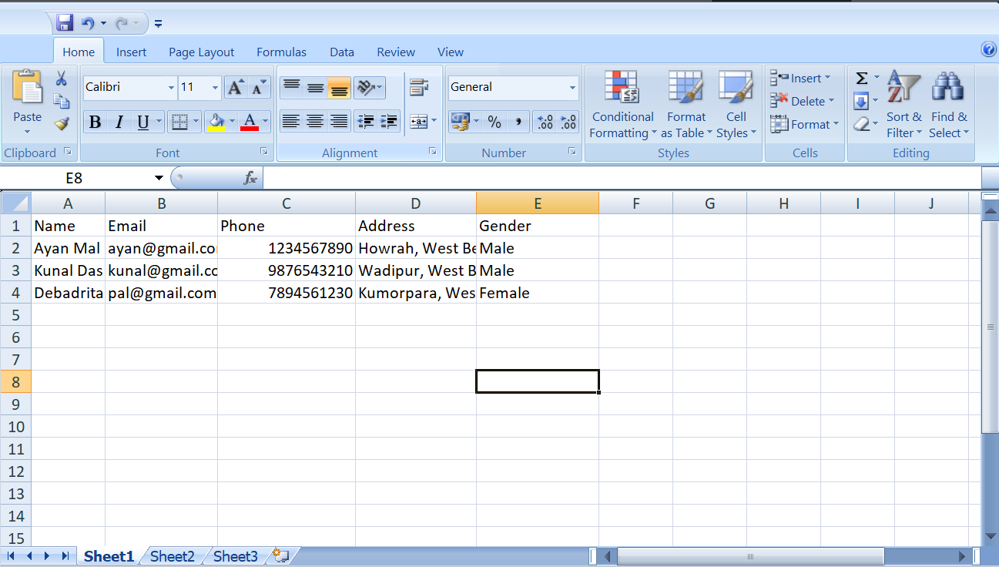 Home Insert Page Layout Formulas Data Review View
Calibri 11 General Insert Σ
Paste Conditional Formatting Format as Table Cell Styles Delete Sort & Filter Find & Select
B I U A % , .00 .0 Format
Clipboard Font Alignment Number Styles Cells Editing
E8 fx
A B C D E F G H I J
1 Name Email Phone Address Gender
2 Ayan Mal ayan@gmail.co 1234567890 Howrah, West Be Male
3 Kunal Das kunal@gmail.cc 9876543210 Wadipur, West B Male
4 Debadrita pal@gmail.com 7894561230 Kumorpara, Wes Female
5
6
7
8
9
10
11
12
13
14
15
Sheet1 Sheet2 Sheet3